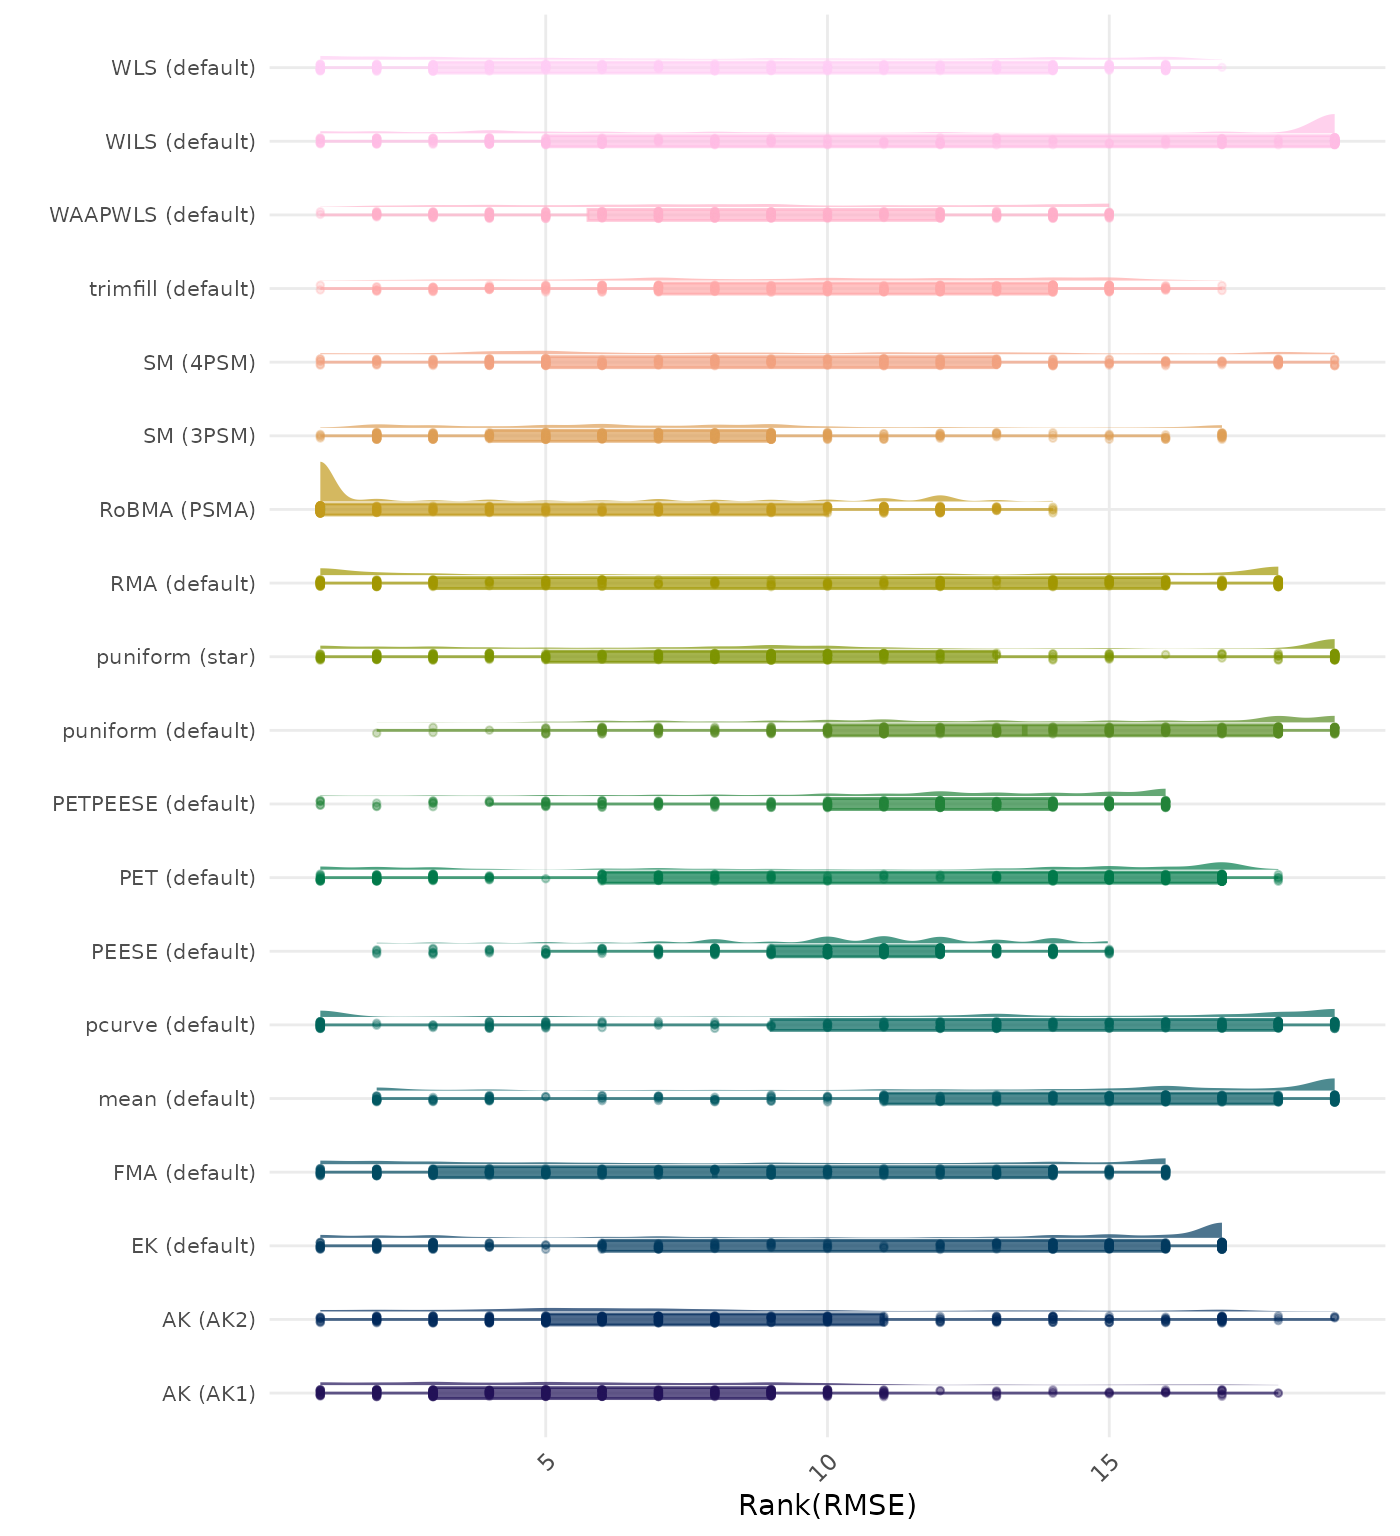 WLS (default)
WILS (default)
WAAPWLS (default)
trimfill (default)
SM (4PSM)
SM (3PSM)
RoBMA (PSMA)
RMA (default)
puniform (star)
puniform (default)
PETPEESE (default)
PET (default)
PEESE (default)
pcurve (default)
mean (default)
FMA (default)
EK (default)
AK (AK2)
AK (AK1)
5 10 15
Rank(RMSE)